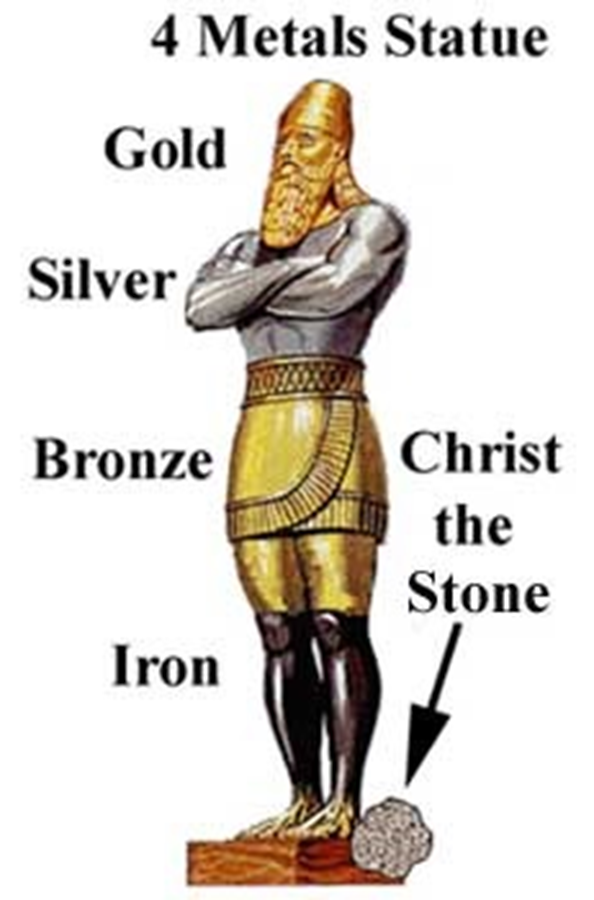 4 Metals Statue
Gold
Silver
Bronze
Christ
the
Stone
Iron